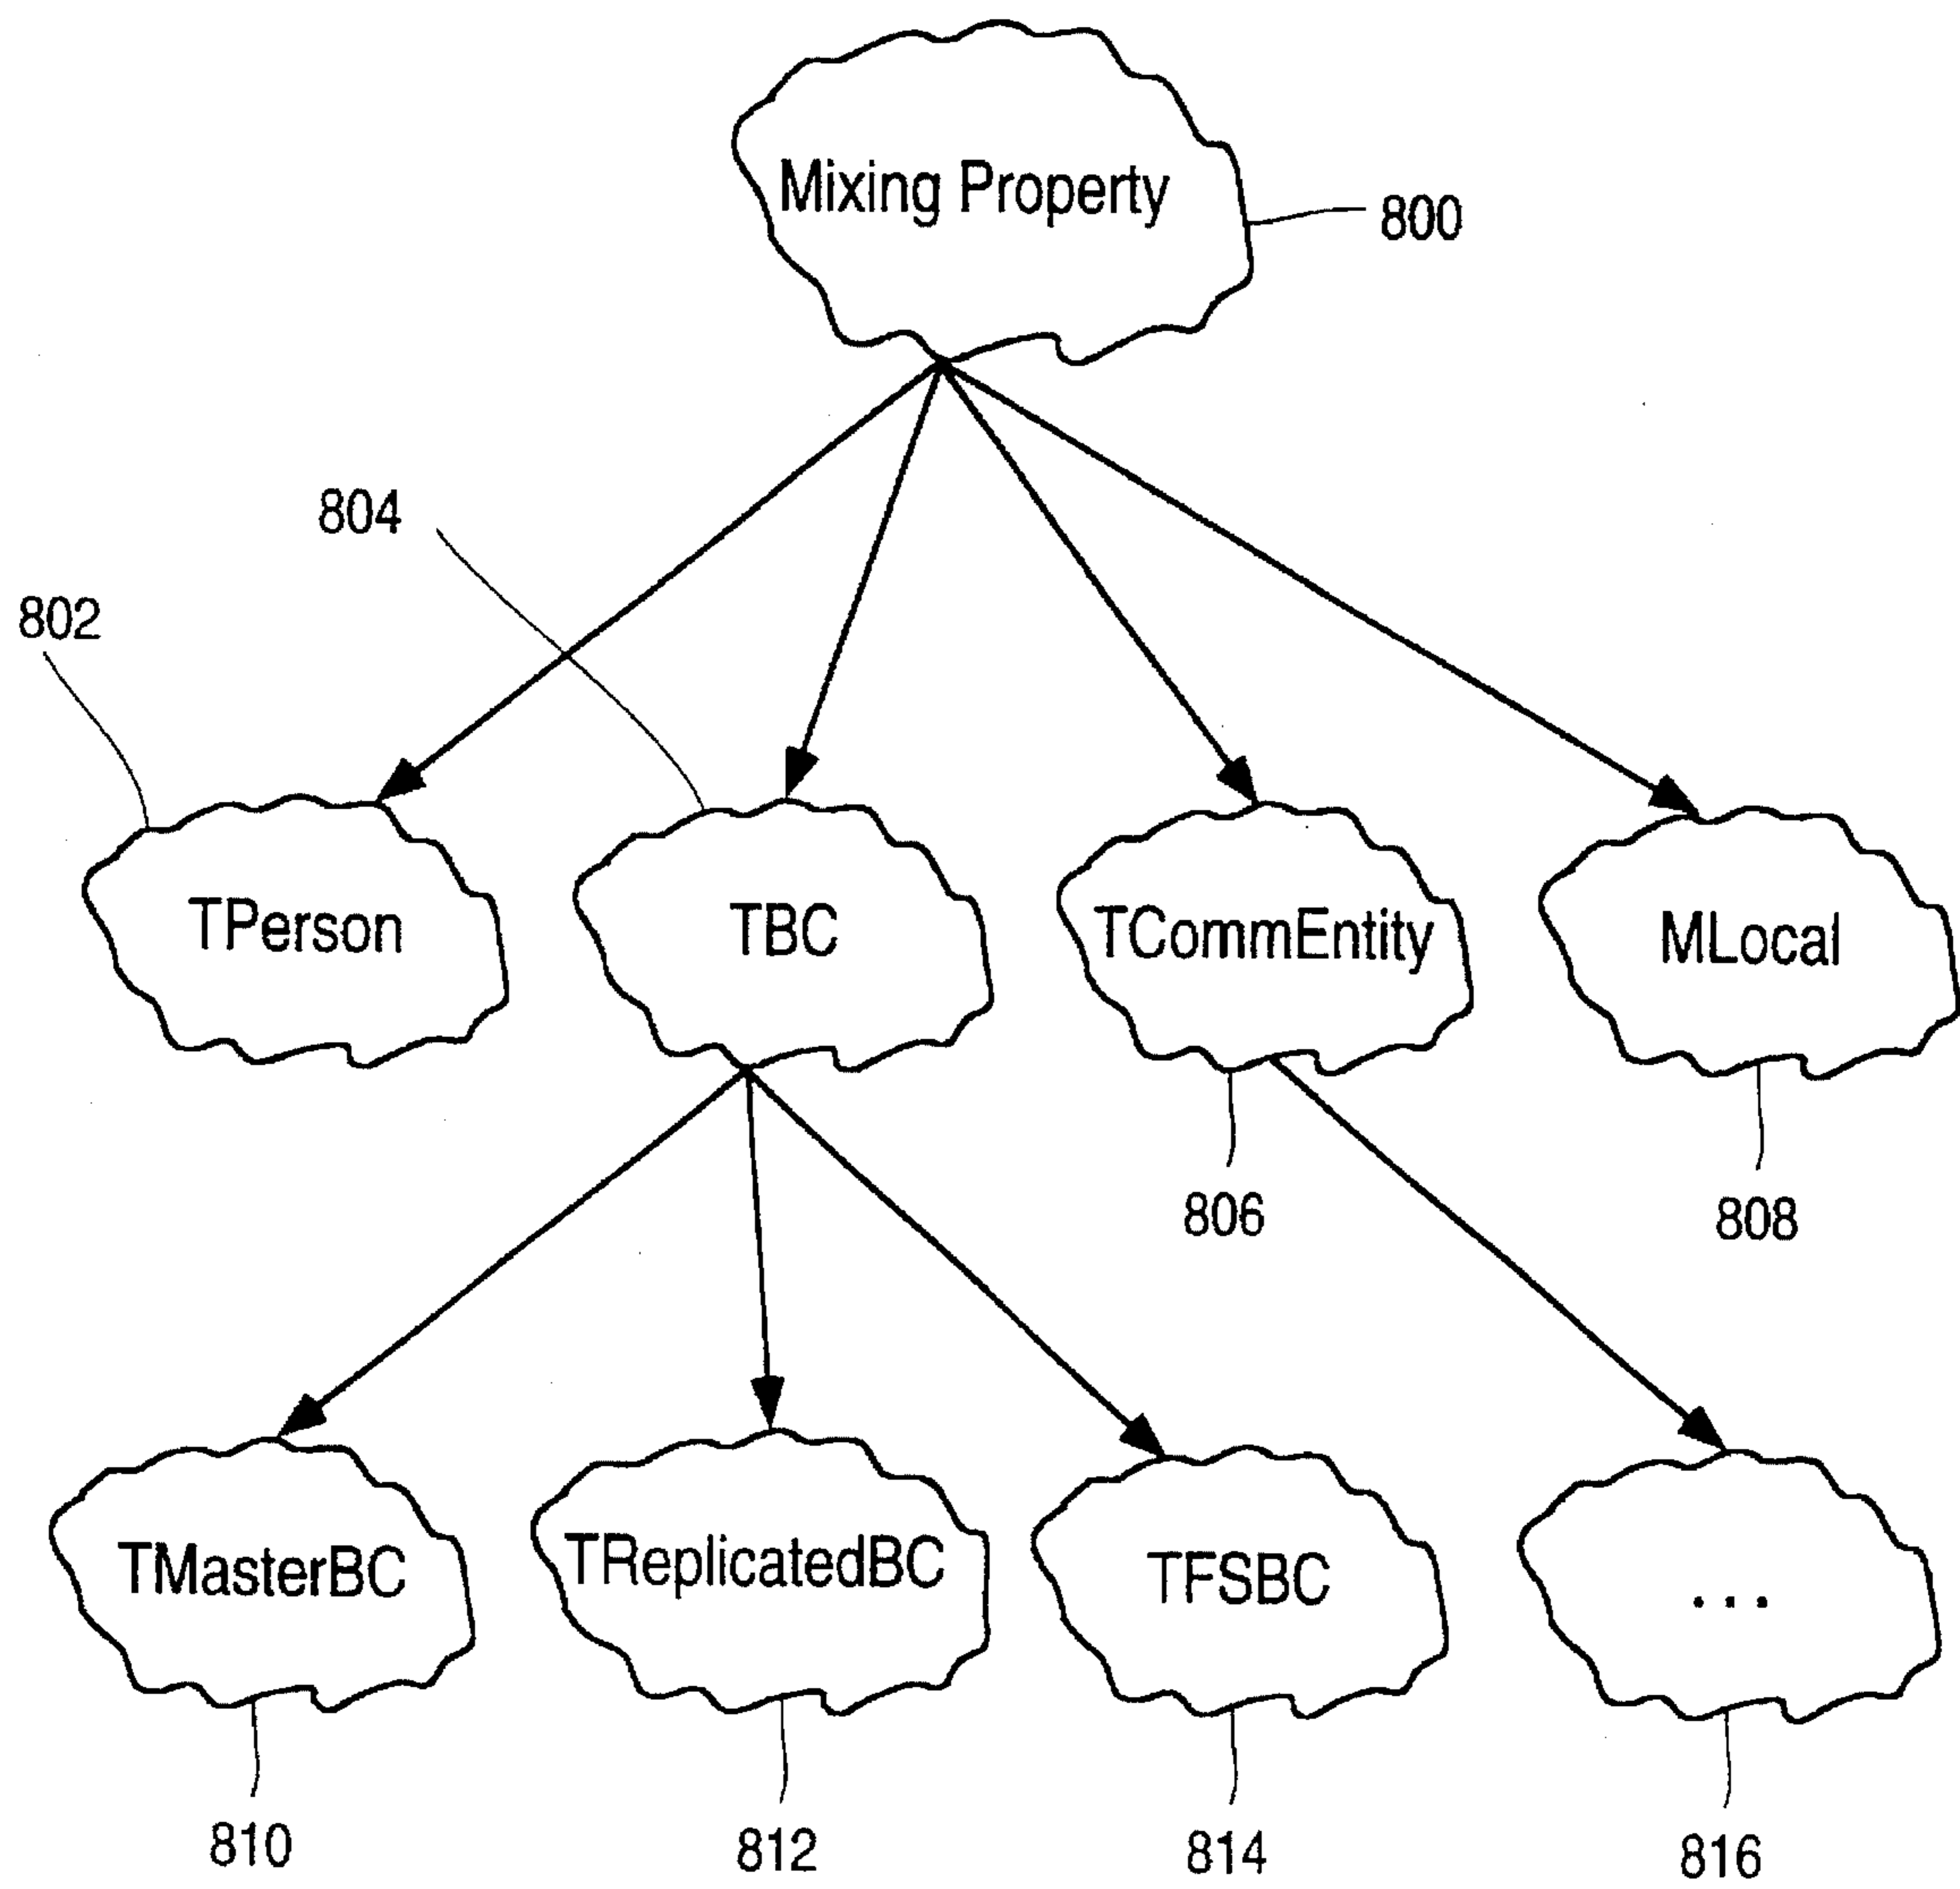 Mixing Property
800
804
802
TPerson
TBC
TCommEntity
MLocal
806
808
TMasterBC
TReplicatedBC
TFSBC
...
810
812
814
816